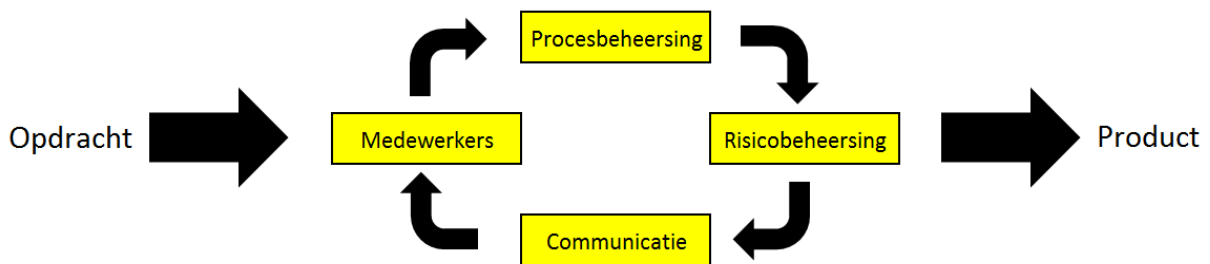 Procesbeheersing
Opdracht
Medewerkers
Risicobeheersing
Product
Communicatie